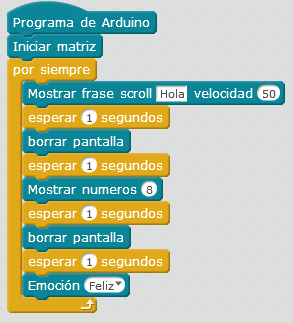 Programa de Arduino
Iniciar matriz
por siempre
Mostrar frase scroll Hola velocidad 50
esperar 1 segundos
borrar pantalla
esperar 1 segundos
Mostrar numeros 8
esperar 1 segundos
borrar pantalla
esperar 1 segundos
Emoción Feliz